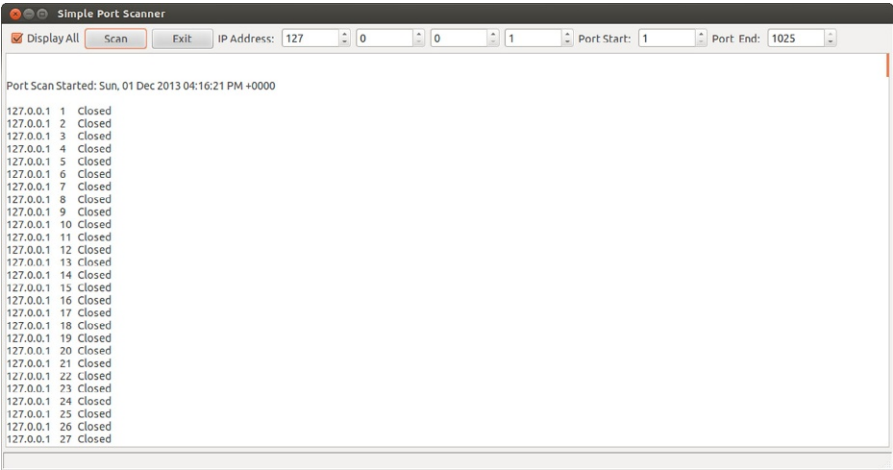 Simple Port Scanner
Display All Scan Exit IP Address: 127 0 0 1 Port Start: 1 Port End: 1025
Port Scan Started: Sun, 01 Dec 2013 04:16:21 PM +0000
127.0.0.1 1 Closed
127.0.0.1 2 Closed
127.0.0.1 3 Closed
127.0.0.1 4 Closed
127.0.0.1 5 Closed
127.0.0.1 6 Closed
127.0.0.1 7 Closed
127.0.0.1 8 Closed
127.0.0.1 9 Closed
127.0.0.1 10 Closed
127.0.0.1 11 Closed
127.0.0.1 12 Closed
127.0.0.1 13 Closed
127.0.0.1 14 Closed
127.0.0.1 15 Closed
127.0.0.1 16 Closed
127.0.0.1 17 Closed
127.0.0.1 18 Closed
127.0.0.1 19 Closed
127.0.0.1 20 Closed
127.0.0.1 21 Closed
127.0.0.1 22 Closed
127.0.0.1 23 Closed
127.0.0.1 24 Closed
127.0.0.1 25 Closed
127.0.0.1 26 Closed
127.0.0.1 27 Closed